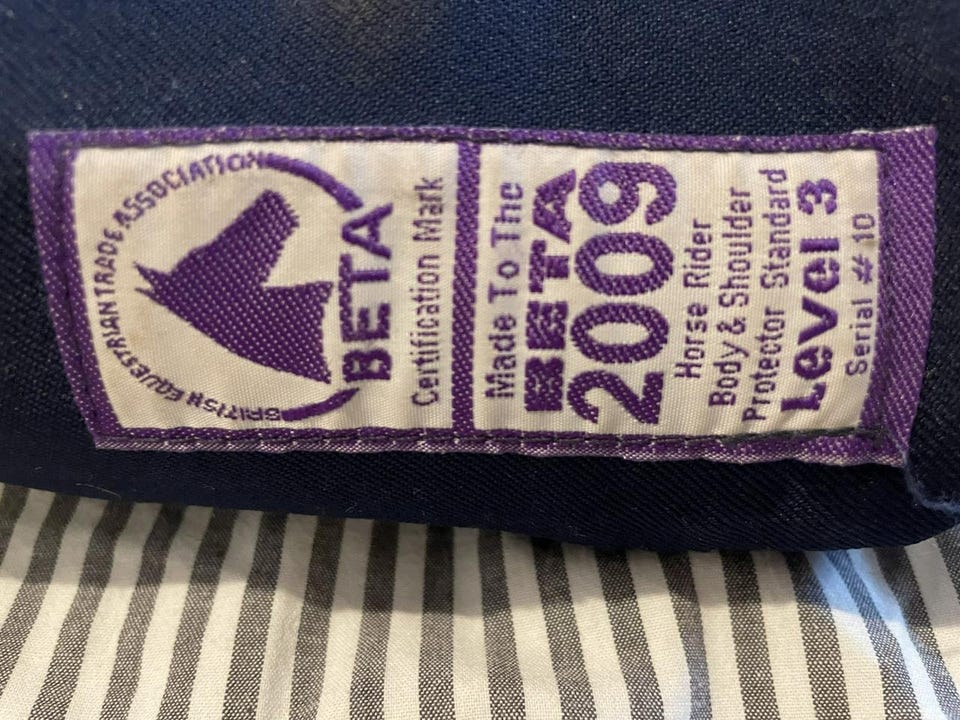 BRITISH EQUESTRIAN TRADE ASSOCIATION
BETA
Certification Mark
Made To The
BETA
2009
Horse Rider
Body & Shoulder
Protector Standard
Level 3
Serial # 10